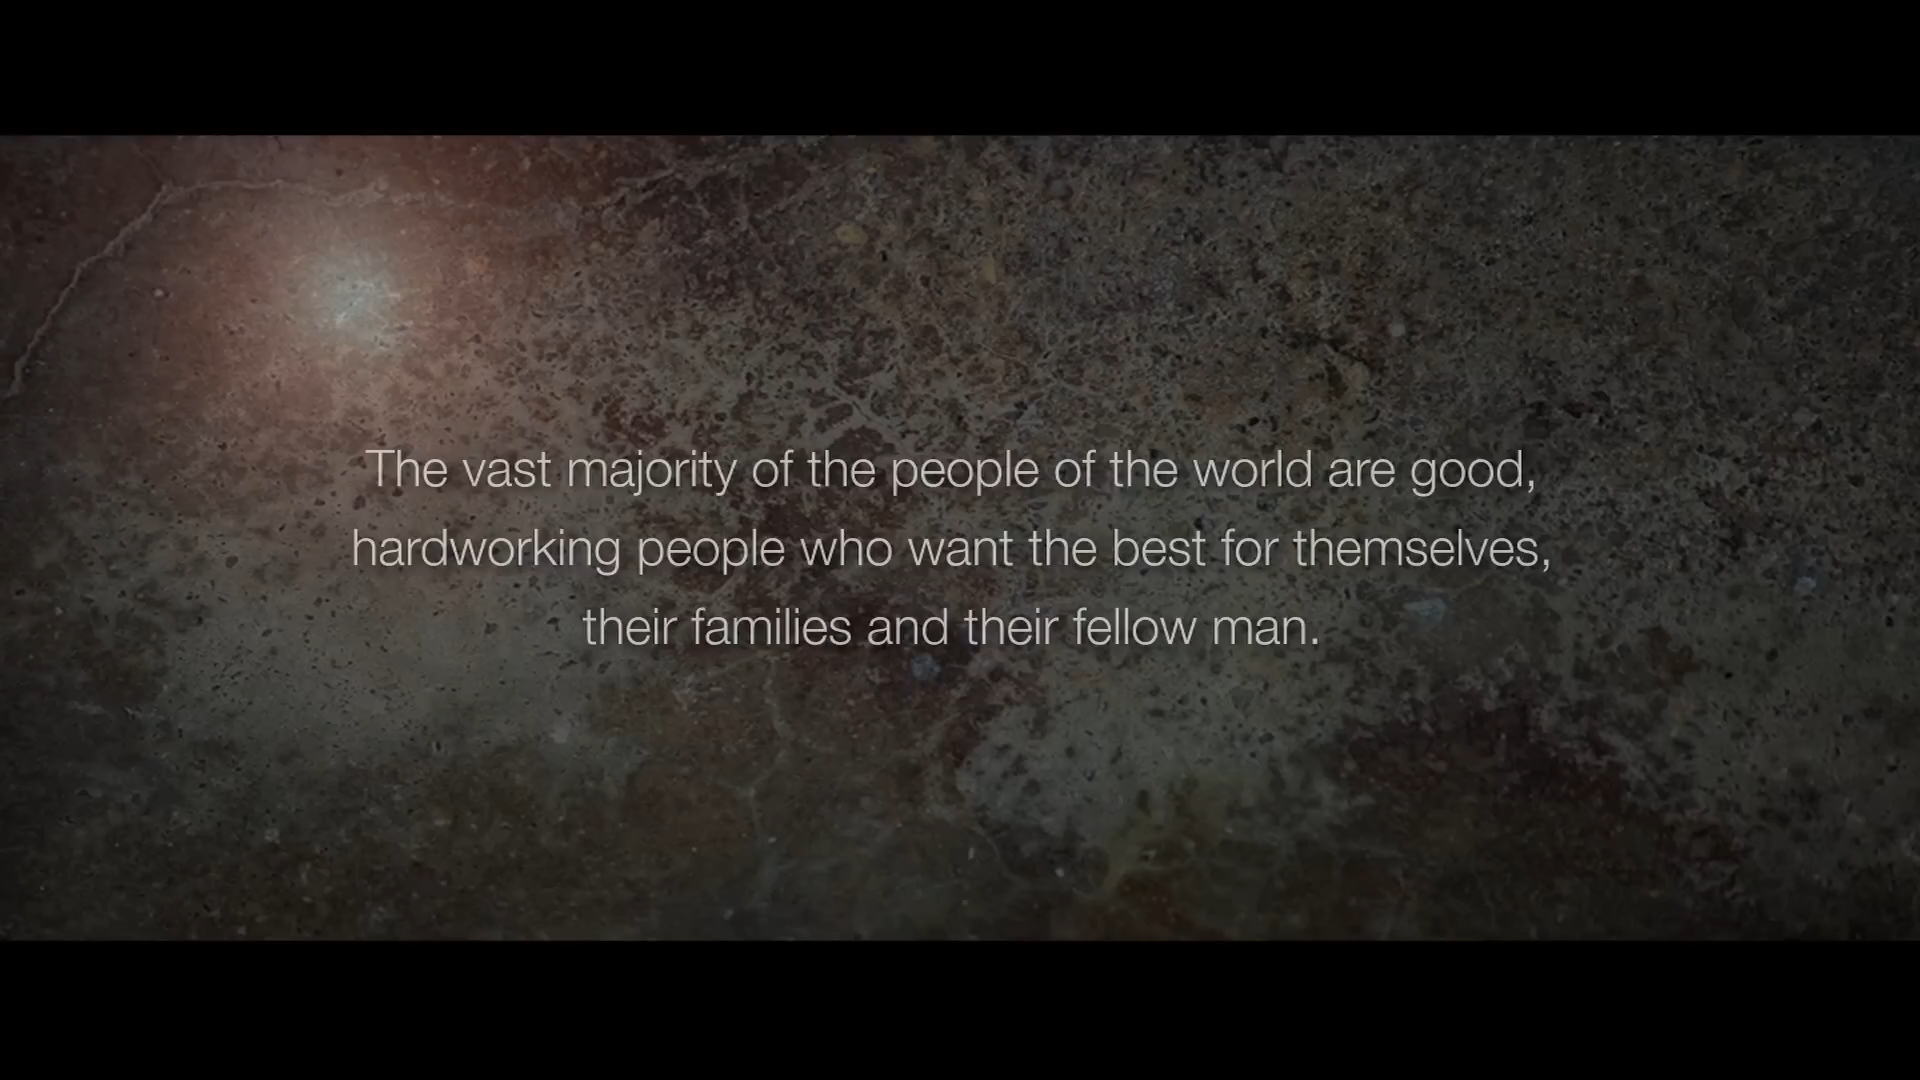 The vast majority of the people of the world are good,
hardworking people who want the best for themselves,
their families and their fellow man.